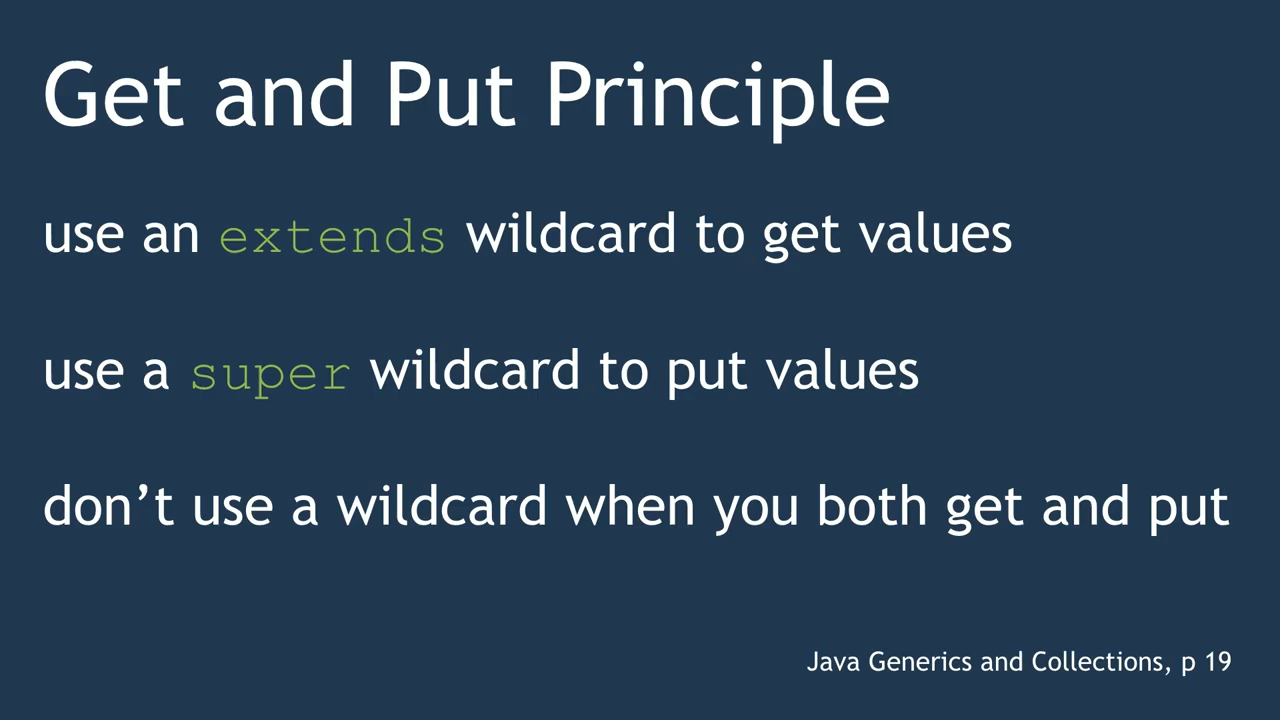 Get and Put Principle
use an extends wildcard to get values
use a super wildcard to put values
don’t use a wildcard when you both get and put
Java Generics and Collections, p 19